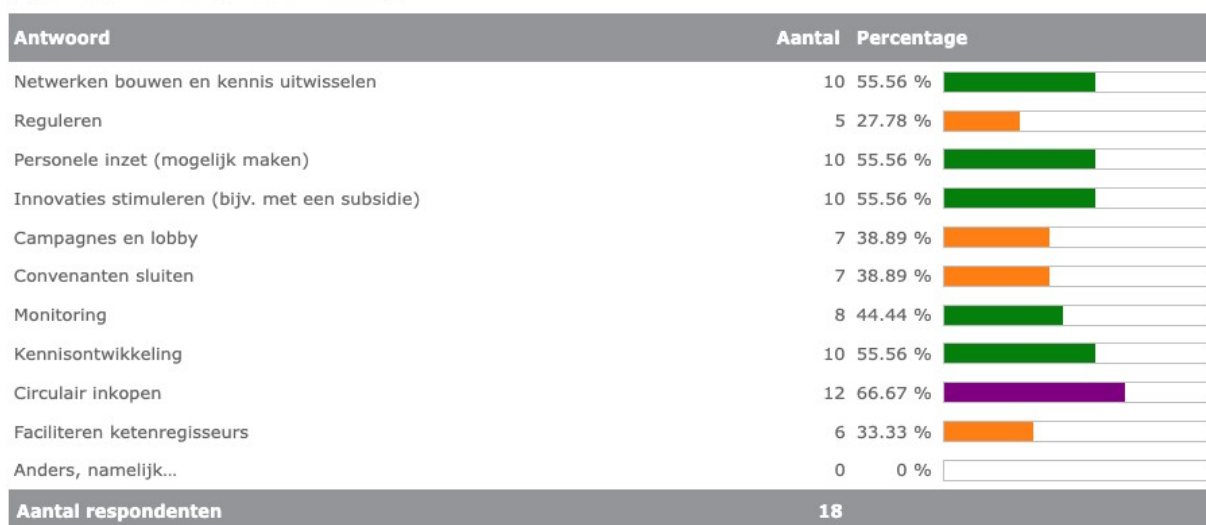 Antwoord Aantal Percentage
Netwerken bouwen en kennis uitwisselen 10 55.56 %
Reguleren 5 27.78 %
Personele inzet (mogelijk maken) 10 55.56 %
Innovaties stimuleren (bijv. met een subsidie) 10 55.56 %
Campagnes en lobby 7 38.89 %
Convenanten sluiten 7 38.89 %
Monitoring 8 44.44 %
Kennisontwikkeling 10 55.56 %
Circulair inkopen 12 66.67 %
Faciliteren ketenregisseurs 6 33.33 %
Anders, namelijk... 0 0 %
Aantal respondenten 18